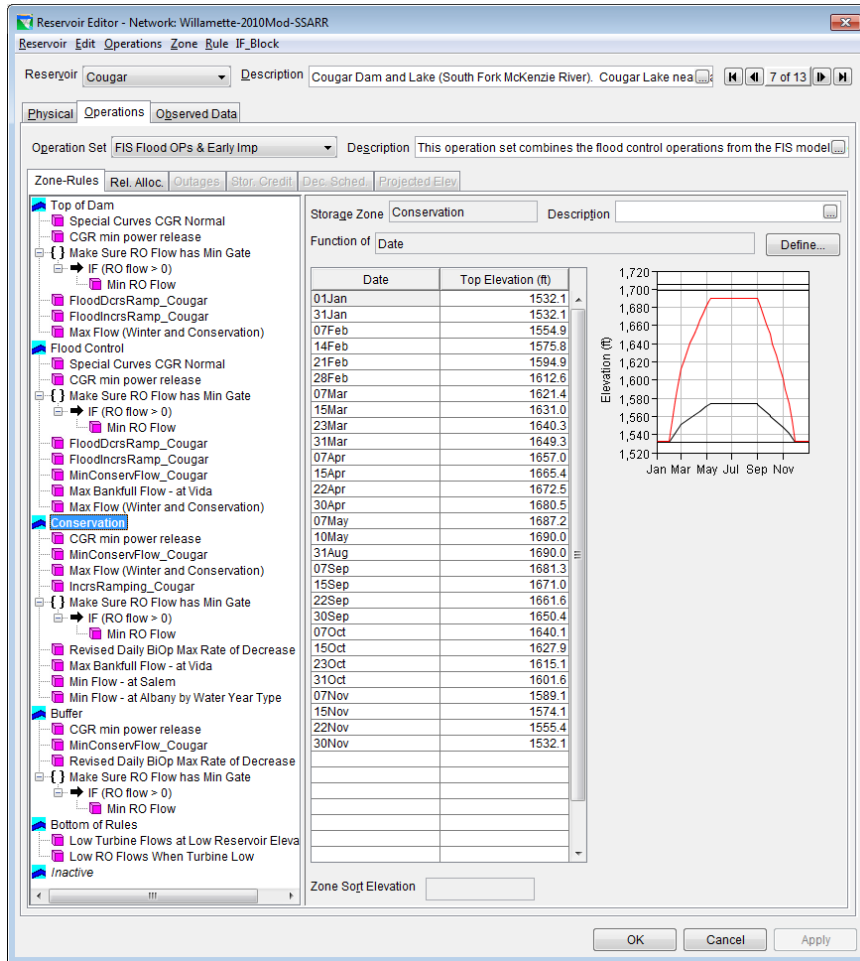 Reservoir Editor - Network: Willamette-2010Mod-SSARR
Reservoir Edit Operations Zone Rule IF_Block
Reservoir Cougar Description Cougar Dam and Lake (South Fork McKenzie River). Cougar Lake nea ... 7 of 13
Physical Operations Observed Data
Operation Set FIS Flood OPs & Early Imp Description This operation set combines the flood control operations from the FIS model ...
Zone-Rules Rel. Alloc. Outages Stor. Credit Dec. Sched. Projected Elev
Top of Dam
Special Curves CGR Normal
CGR min power release
{ } Make Sure RO Flow has Min Gate
IF (RO flow > 0)
Min RO Flow
FloodDcrsRamp_Cougar
FloodIncrsRamp_Cougar
Max Flow (Winter and Conservation)
Flood Control
Special Curves CGR Normal
CGR min power release
{ } Make Sure RO Flow has Min Gate
IF (RO flow > 0)
Min RO Flow
FloodDcrsRamp_Cougar
FloodIncrsRamp_Cougar
MinConservFlow_Cougar
Max Bankfull Flow - at Vida
Max Flow (Winter and Conservation)
Conservation
CGR min power release
MinConservFlow_Cougar
Max Flow (Winter and Conservation)
IncrsRamping_Cougar
{ } Make Sure RO Flow has Min Gate
IF (RO flow > 0)
Min RO Flow
Revised Daily BiOp Max Rate of Decrease
Max Bankfull Flow - at Vida
Min Flow - at Salem
Min Flow - at Albany by Water Year Type
Buffer
CGR min power release
MinConservFlow_Cougar
Revised Daily BiOp Max Rate of Decrease
{ } Make Sure RO Flow has Min Gate
IF (RO flow > 0)
Min RO Flow
Bottom of Rules
Low Turbine Flows at Low Reservoir Eleva
Low RO Flows When Turbine Low
Inactive
Storage Zone Conservation Description ...
Function of Date Define...
Date Top Elevation (ft)
01Jan 1532.1
31Jan 1532.1
07Feb 1554.9
14Feb 1575.8
21Feb 1594.9
28Feb 1612.6
07Mar 1621.4
15Mar 1631.0
23Mar 1640.3
31Mar 1649.3
07Apr 1657.0
15Apr 1665.4
22Apr 1672.5
30Apr 1680.5
07May 1687.2
10May 1690.0
31Aug 1690.0
07Sep 1681.3
15Sep 1671.0
22Sep 1661.6
30Sep 1650.4
07Oct 1640.1
15Oct 1627.9
23Oct 1615.1
31Oct 1601.6
07Nov 1589.1
15Nov 1574.1
22Nov 1555.4
30Nov 1532.1
Elevation (ft)
1,720
1,700
1,680
1,660
1,640
1,620
1,600
1,580
1,560
1,540
1,520
Jan Mar May Jul Sep Nov
Zone Sort Elevation
OK Cancel Apply